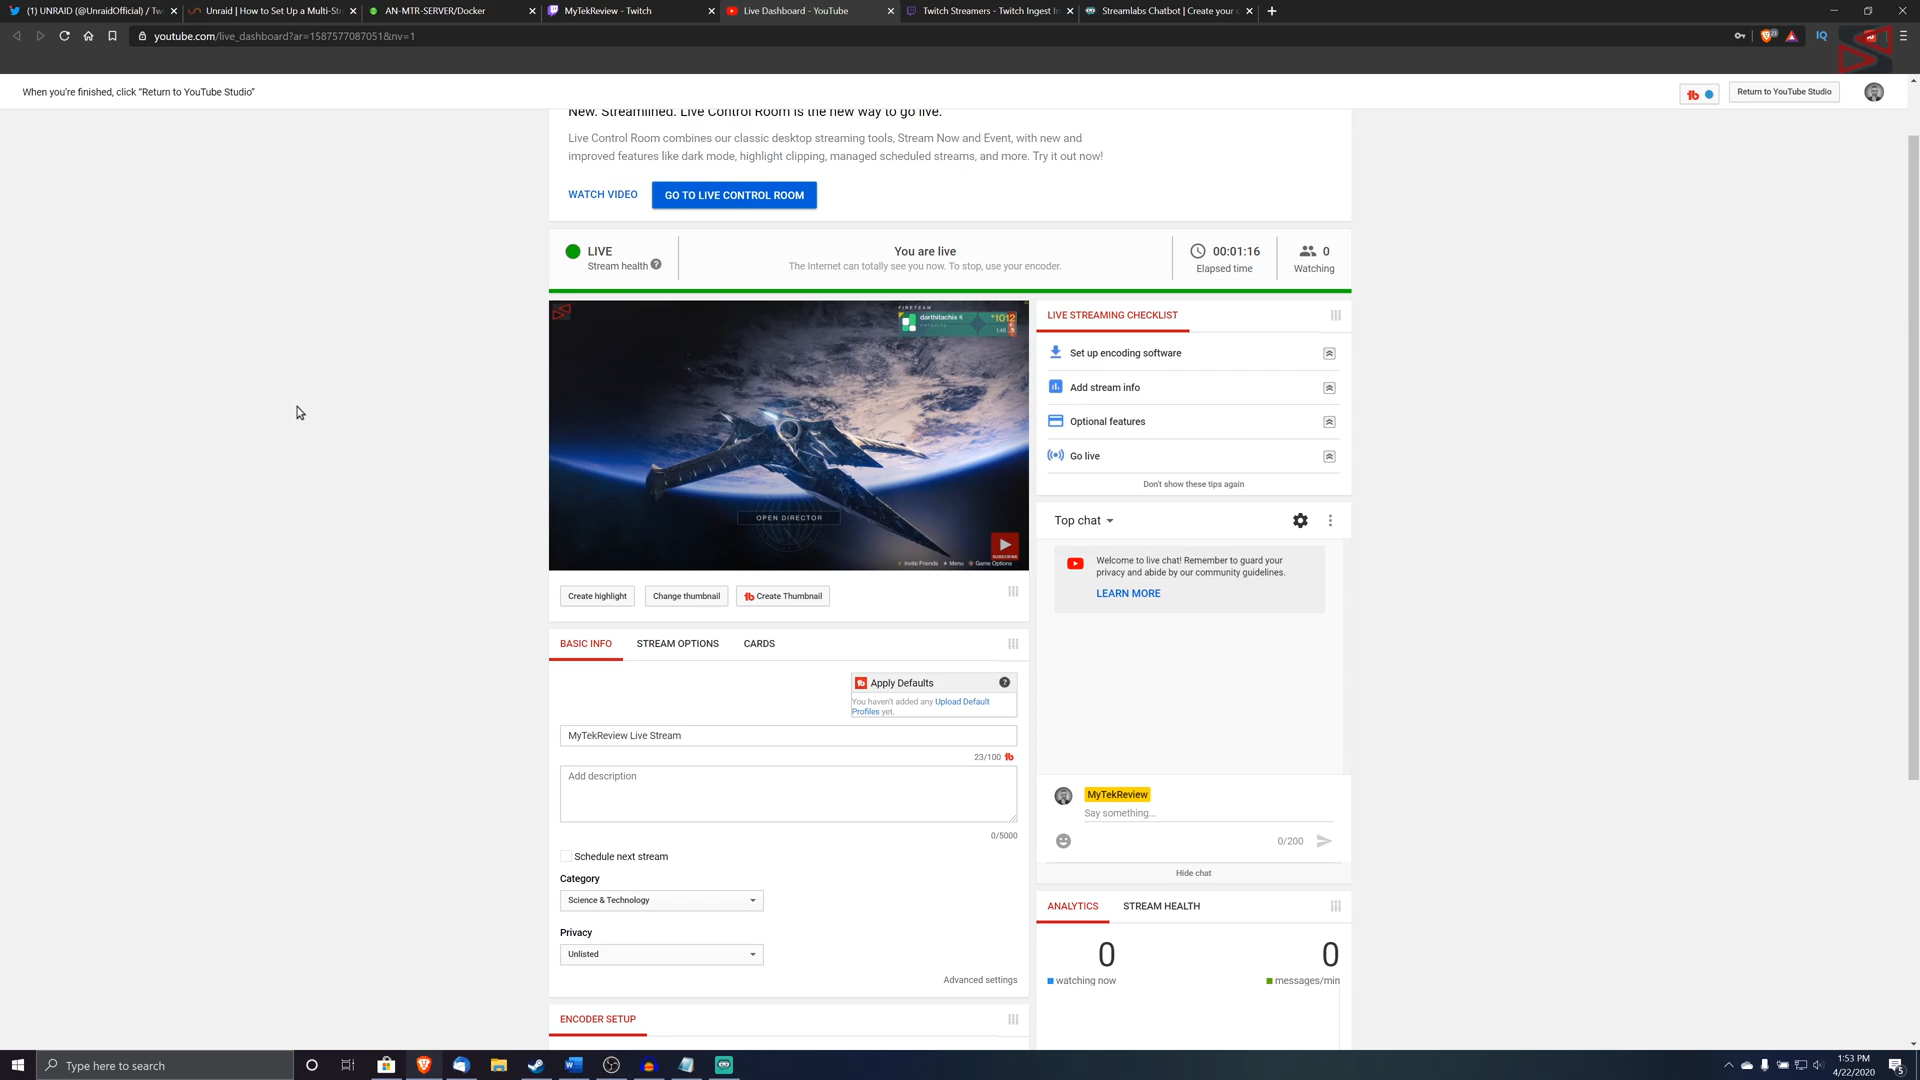 (1) UNRAID (@UnraidOfficial) / Tw
Unraid | How to Set Up a Multi-Str
AN-MTR-SERVER/Docker
MyTekReview - Twitch
Live Dashboard - YouTube
Twitch Streamers - Twitch Ingest In
Streamlabs Chatbot | Create your c
youtube.com/live_dashboard?ar=1587577087051&nv=1
IQ
When you're finished, click "Return to YouTube Studio"
Return to YouTube Studio
New. Streamlined. Live Control Room is the new way to go live.
Live Control Room combines our classic desktop streaming tools, Stream Now and Event, with new and
improved features like dark mode, highlight clipping, managed scheduled streams, and more. Try it out now!
WATCH VIDEO
GO TO LIVE CONTROL ROOM
LIVE
Stream health
You are live
The Internet can totally see you now. To stop, use your encoder.
00:01:16
Elapsed time
0
Watching
FIRETEAM
darthitachix
1012
OPEN DIRECTOR
SUBSCRIBE
Invite Friends
Menu
Game Options
LIVE STREAMING CHECKLIST
Set up encoding software
Add stream info
Optional features
Go live
Don't show these tips again
Top chat
Welcome to live chat! Remember to guard your
privacy and abide by our community guidelines.
LEARN MORE
Create highlight
Change thumbnail
Create Thumbnail
BASIC INFO
STREAM OPTIONS
CARDS
Apply Defaults
You haven't added any Upload Default
Profiles yet.
MyTekReview Live Stream
23/100
Add description
0/5000
Schedule next stream
Category
Science & Technology
Privacy
Unlisted
Advanced settings
ENCODER SETUP
MyTekReview
Say something...
0/200
Hide chat
ANALYTICS
STREAM HEALTH
0
watching now
0
messages/min
Type here to search
1:53 PM
4/22/2020
5